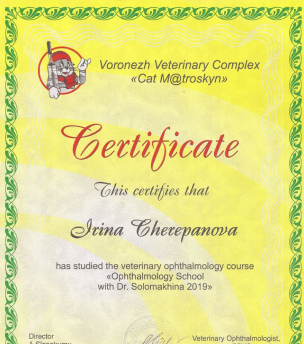 Voronezh Veterinary Complex
«Cat M@troskyn»
Certificate
This certifies that
Irina Cherepanova
has studied the veterinary ophthalmology course
«Ophthalmology School
with Dr. Solomakhina 2019»
Director
Veterinary Ophthalmologist,